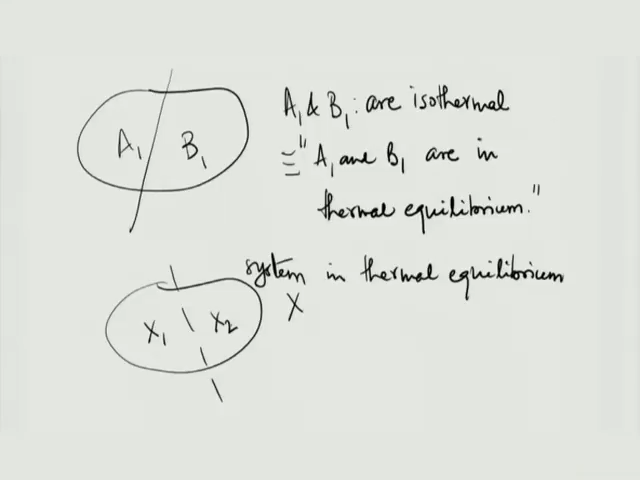 A₁ B₁
A₁ & B₁ : are isothermal
≡ "A₁ and B₁ are in
thermal equilibrium."
system in thermal equilibrium
X
X₁ X₂